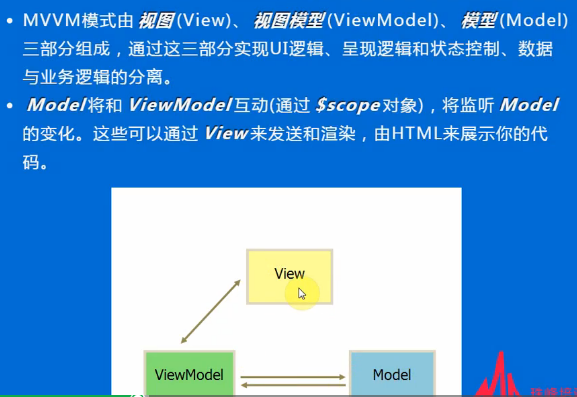 • MVVM模式由 视图(View)、 视图模型(ViewModel)、 模型(Model)
三部分组成，通过这三部分实现UI逻辑、呈现逻辑和状态控制、数据
与业务逻辑的分离。
• Model将和 ViewModel互动(通过 $scope对象)，将监听 Model
的变化。这些可以通过 View来发送和渲染，由HTML来展示你的代
码。
View
ViewModel
Model